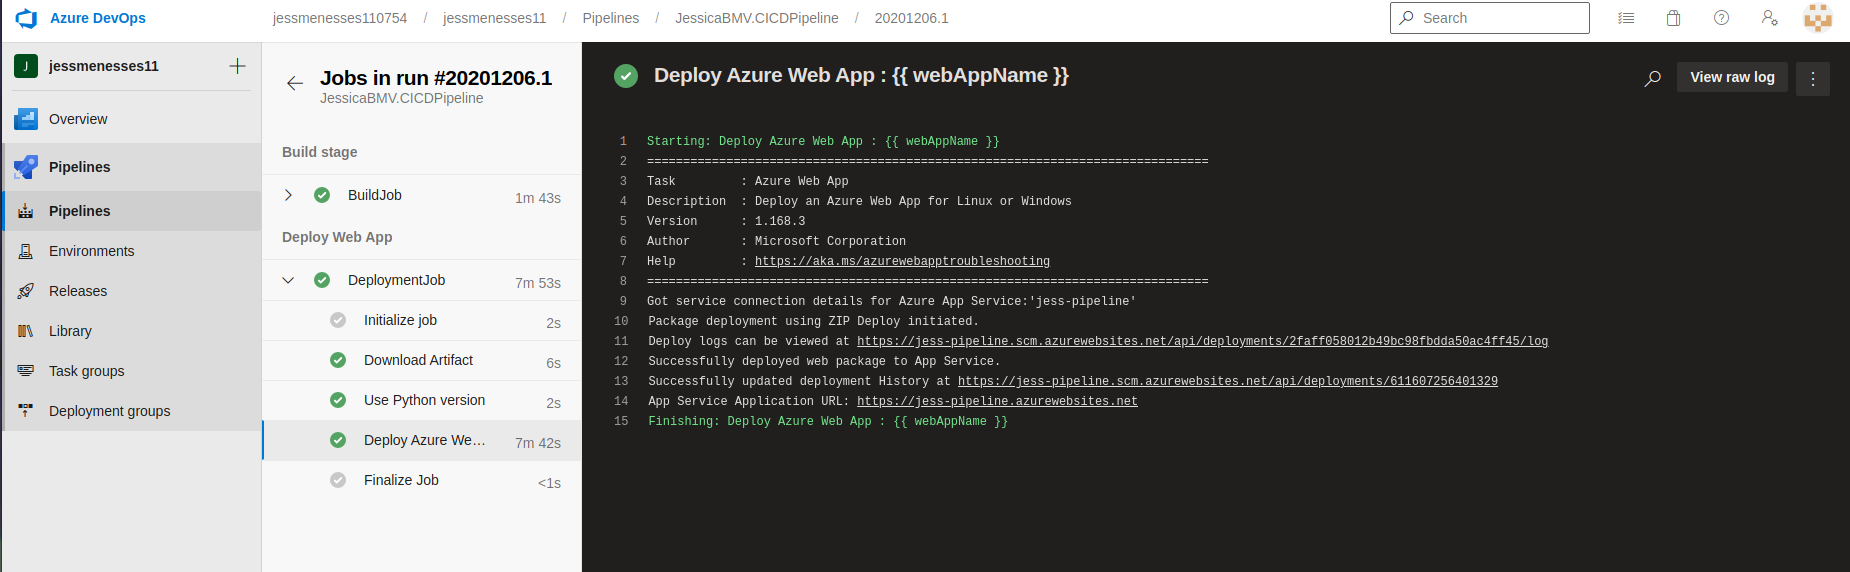 Azure DevOps
jessmenesses110754 / jessmenesses11 / Pipelines / JessicaBMV.CICDPipeline / 20201206.1
Search
J jessmenesses11
Overview
Pipelines
Pipelines
Environments
Releases
Library
Task groups
Deployment groups
Jobs in run #20201206.1
JessicaBMV.CICDPipeline
Build stage
BuildJob 1m 43s
Deploy Web App
DeploymentJob 7m 53s
Initialize job 2s
Download Artifact 6s
Use Python version 2s
Deploy Azure We... 7m 42s
Finalize Job <1s
Deploy Azure Web App : {{ webAppName }}
View raw log
1 Starting: Deploy Azure Web App : {{ webAppName }}
2 ==============================================================================
3 Task         : Azure Web App
4 Description  : Deploy an Azure Web App for Linux or Windows
5 Version      : 1.168.3
6 Author       : Microsoft Corporation
7 Help         : https://aka.ms/azurewebapptroubleshooting
8 ==============================================================================
9 Got service connection details for Azure App Service:'jess-pipeline'
10 Package deployment using ZIP Deploy initiated.
11 Deploy logs can be viewed at https://jess-pipeline.scm.azurewebsites.net/api/deployments/2faff058012b49bc98fbdda50ac4ff45/log
12 Successfully deployed web package to App Service.
13 Successfully updated deployment History at https://jess-pipeline.scm.azurewebsites.net/api/deployments/611607256401329
14 App Service Application URL: https://jess-pipeline.azurewebsites.net
15 Finishing: Deploy Azure Web App : {{ webAppName }}